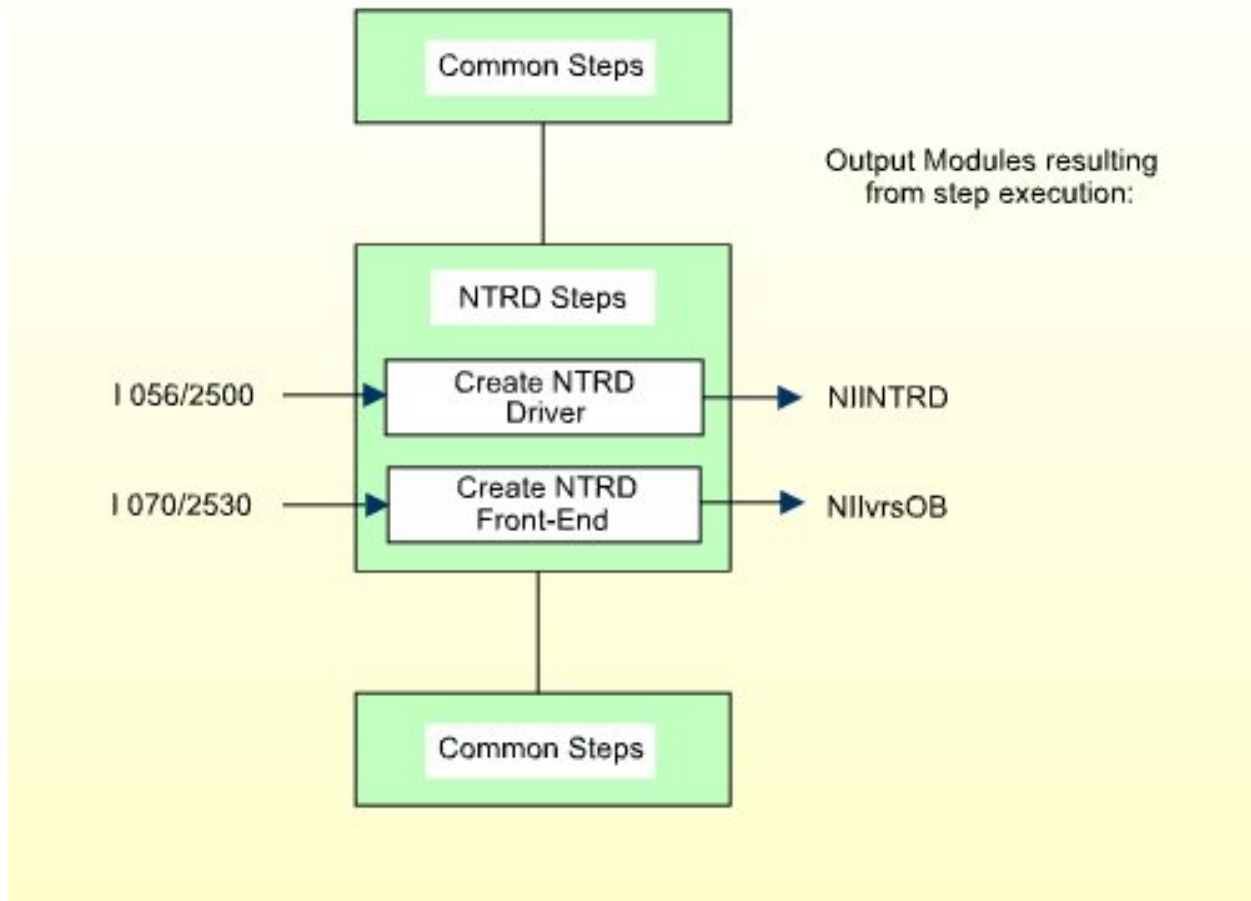 Common Steps
Output Modules resulting
from step execution:
NTRD Steps
I 056/2500
Create NTRD
Driver
NIINTRD
I 070/2530
Create NTRD
Front-End
NIIvrsOB
Common Steps